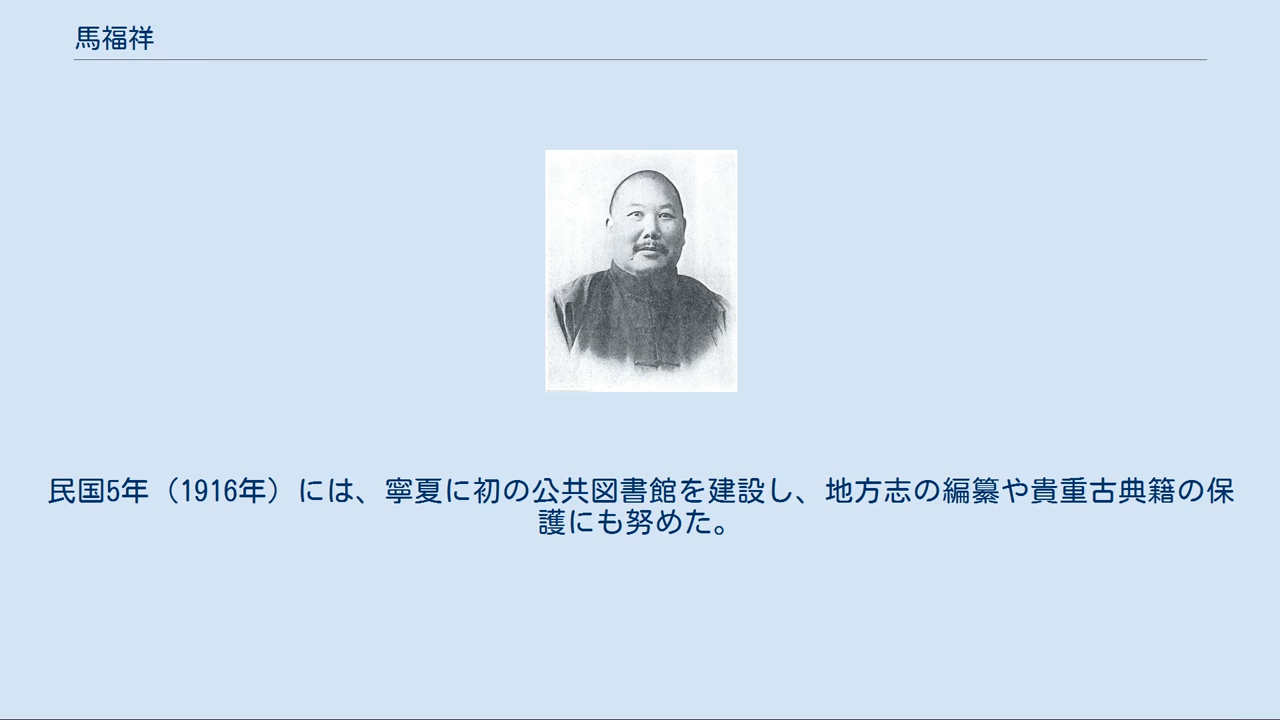 馬福祥
民国5年（1916年）には、寧夏に初の公共図書館を建設し、地方志の編纂や貴重古典籍の保
護にも努めた。